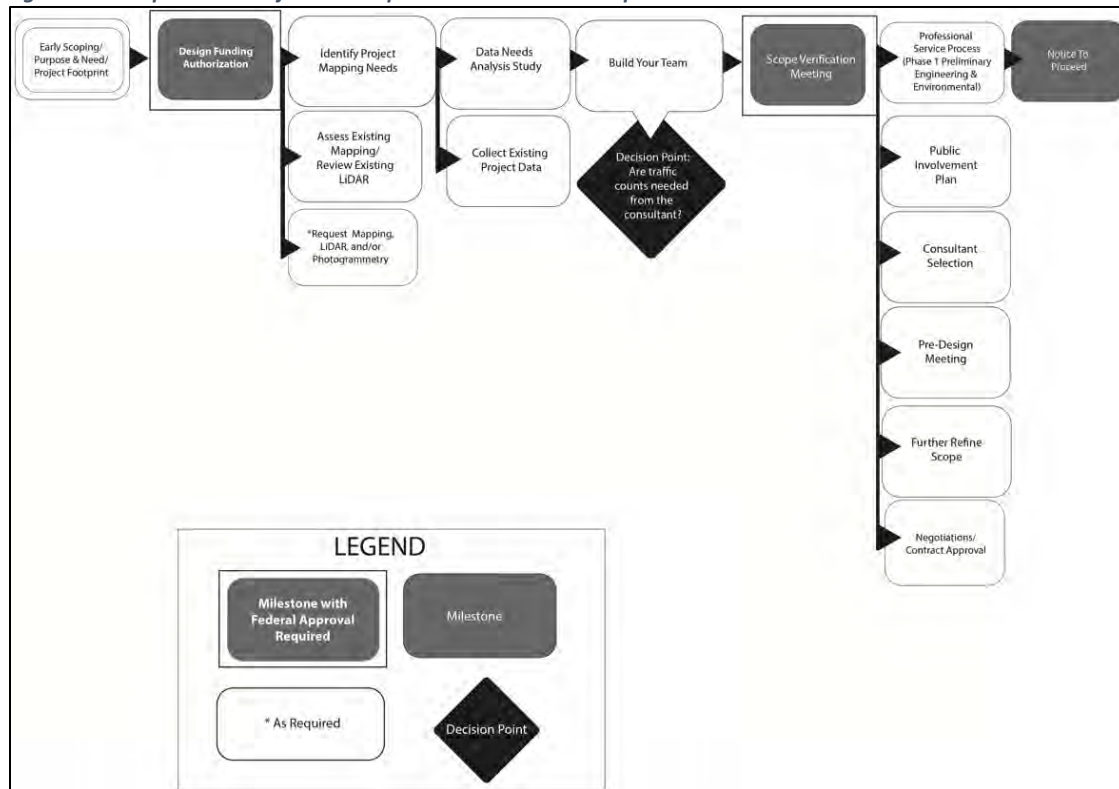 Early Scoping/
Purpose & Need/
Project Footprint
Design Funding
Authorization
Identify Project
Mapping Needs
Data Needs
Analysis Study
Build Your Team
Scope Verification
Meeting
Professional
Service Process
(Phase 1 Preliminary
Engineering &
Environmental)
Notice To
Proceed
Assess Existing
Mapping/
Review Existing
LiDAR
Collect Existing
Project Data
Decision Point:
Are traffic
counts needed
from the
consultant?
Public
Involvement
Plan
*Request Mapping,
LiDAR, and/or
Photogrammetry
Consultant
Selection
Pre-Design
Meeting
Further Refine
Scope
Negotiations/
Contract Approval
LEGEND
Milestone with
Federal Approval
Required
Milestone
* As Required
Decision Point